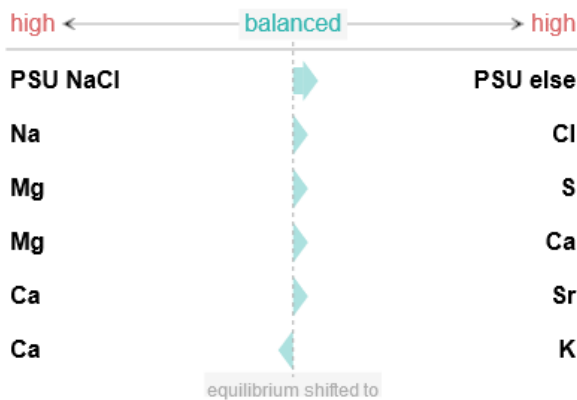 high balanced high
PSU NaCl PSU else
Na Cl
Mg S
Mg Ca
Ca Sr
Ca K
equilibrium shifted to